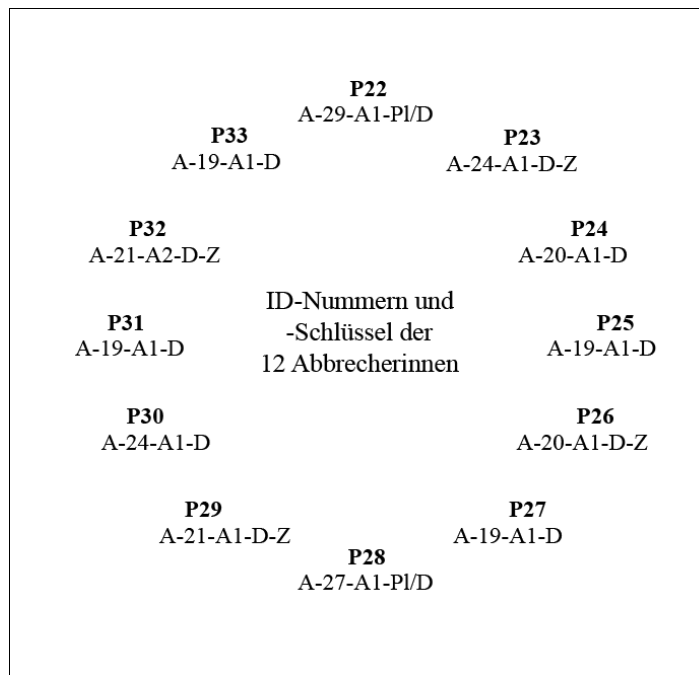 P22
A-29-A1-Pl/D
P33
A-19-A1-D
P23
A-24-A1-D-Z
P32
A-21-A2-D-Z
P24
A-20-A1-D
ID-Nummern und
-Schlüssel der
12 Abbrecherinnen
P31
A-19-A1-D
P25
A-19-A1-D
P30
A-24-A1-D
P26
A-20-A1-D-Z
P29
A-21-A1-D-Z
P27
A-19-A1-D
P28
A-27-A1-Pl/D